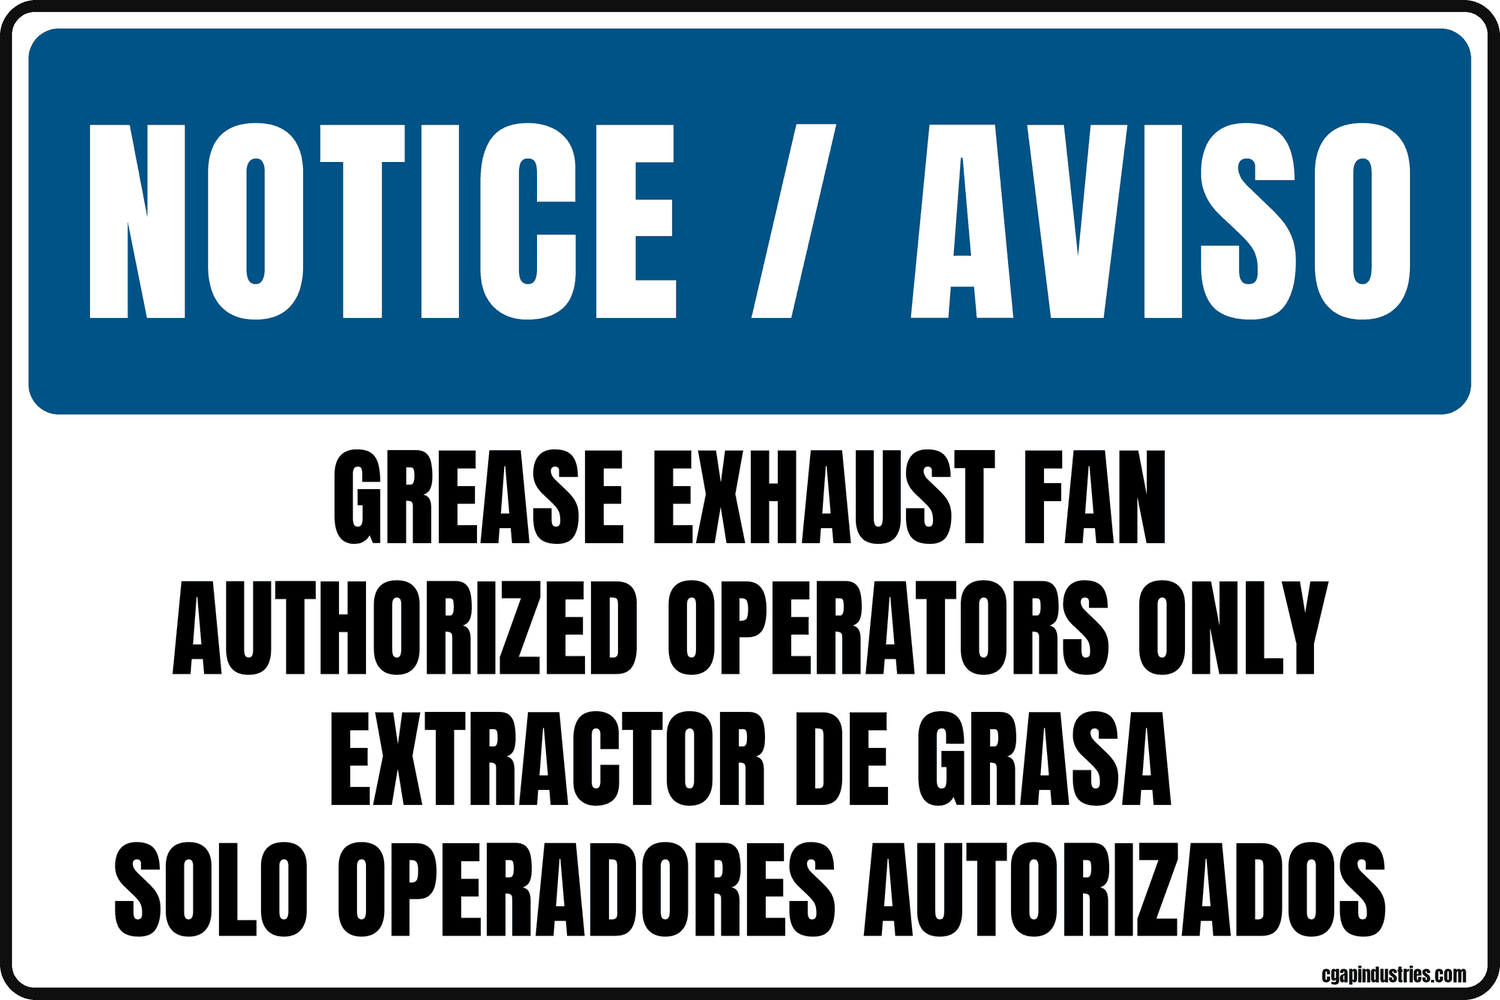 NOTICE / AVISO
GREASE EXHAUST FAN
AUTHORIZED OPERATORS ONLY
EXTRACTOR DE GRASA
SOLO OPERADORES AUTORIZADOS
cgapindustries.com